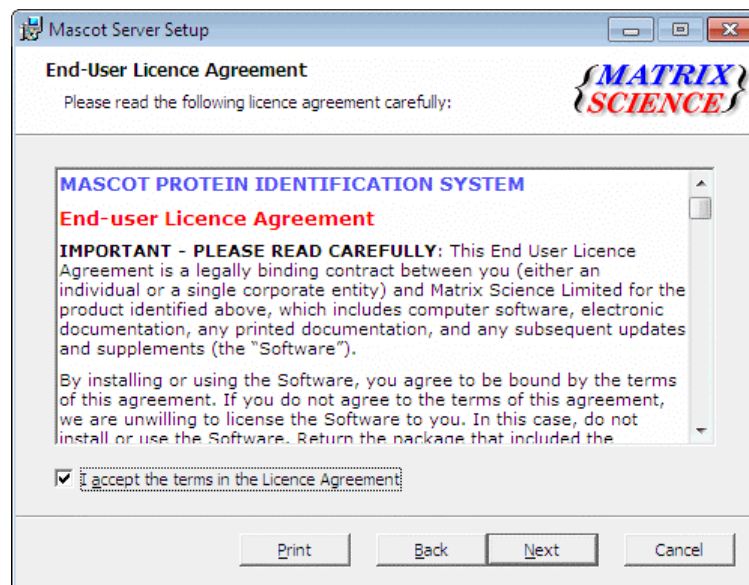 Mascot Server Setup
End-User Licence Agreement
Please read the following licence agreement carefully:
{MATRIX}
{SCIENCE}
MASCOT PROTEIN IDENTIFICATION SYSTEM
End-user Licence Agreement
IMPORTANT - PLEASE READ CAREFULLY: This End User Licence
Agreement is a legally binding contract between you (either an
individual or a single corporate entity) and Matrix Science Limited for the
product identified above, which includes computer software, electronic
documentation, any printed documentation, and any subsequent updates
and supplements (the “Software”).
By installing or using the Software, you agree to be bound by the terms
of this agreement. If you do not agree to the terms of this agreement,
we are unwilling to license the Software to you. In this case, do not
install or use the Software. Return the package that included the
I accept the terms in the Licence Agreement
Print Back Next Cancel